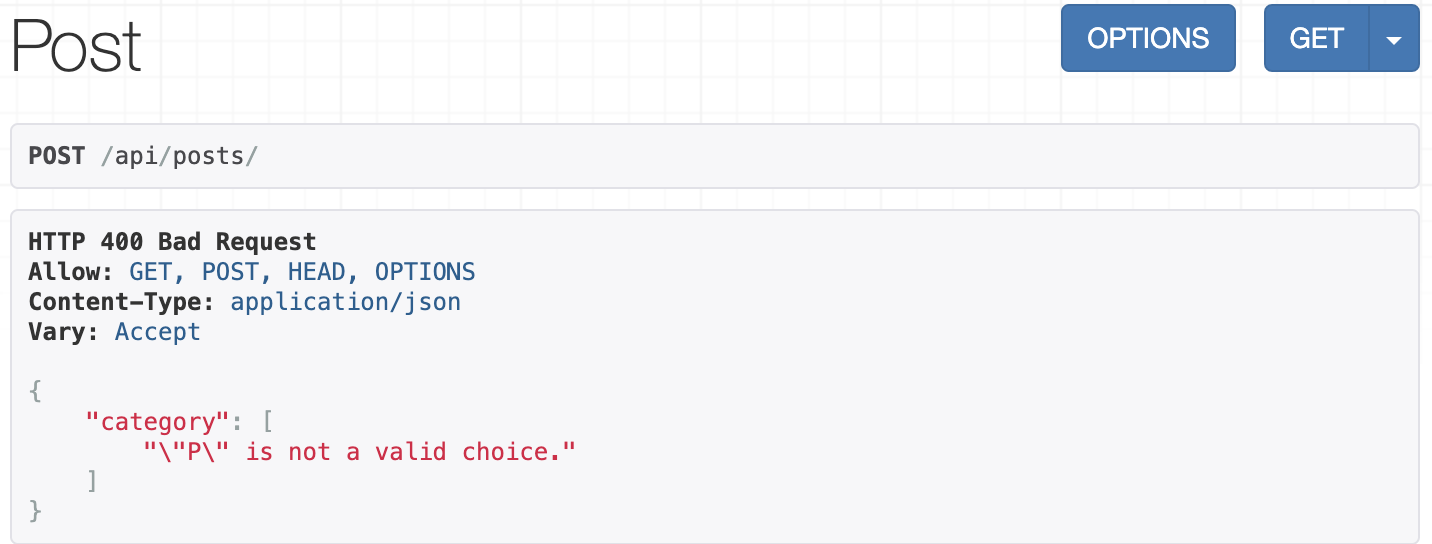 Post
OPTIONS
GET
POST /api/posts/
HTTP 400 Bad Request
Allow: GET, POST, HEAD, OPTIONS
Content-Type: application/json
Vary: Accept
{
    "category": [
        "\"P\" is not a valid choice."
    ]
}